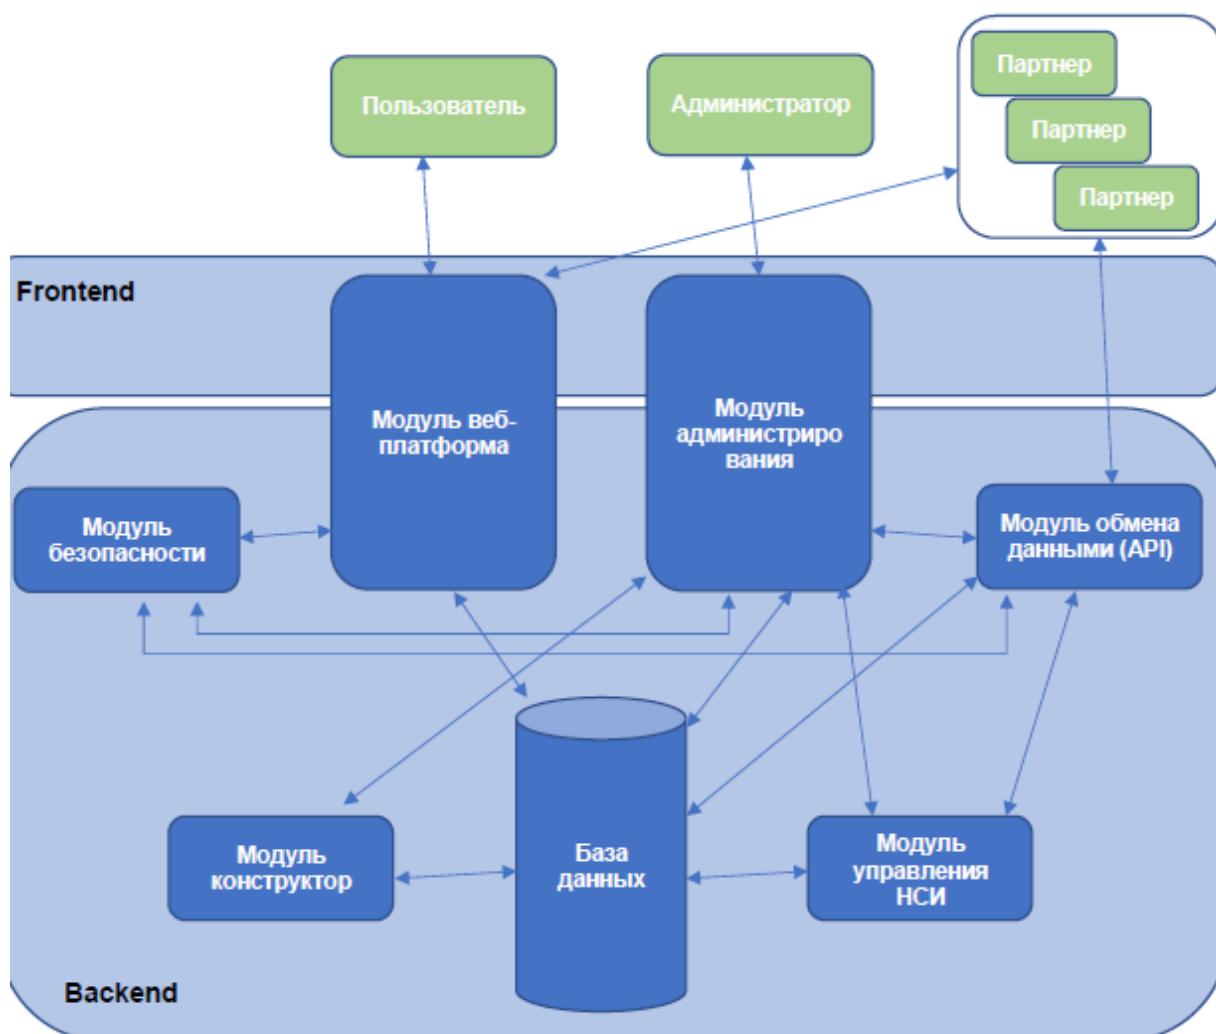 Пользователь
Администратор
Партнер
Партнер
Партнер
Frontend
Модуль веб-
платформа
Модуль
администриро
вания
Модуль
безопасности
Модуль обмена
данными (API)
Модуль
конструктор
База
данных
Модуль
управления
НСИ
Backend